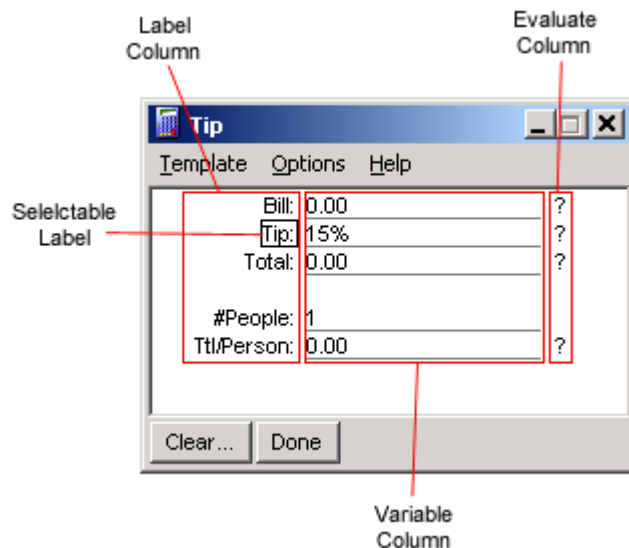 Label
Column
Evaluate
Column
Tip
Template Options Help
Selelctable
Label
Bill: 0.00 ?
Tip: 15% ?
Total: 0.00 ?
#People: 1
Ttl/Person: 0.00 ?
Clear... Done
Variable
Column